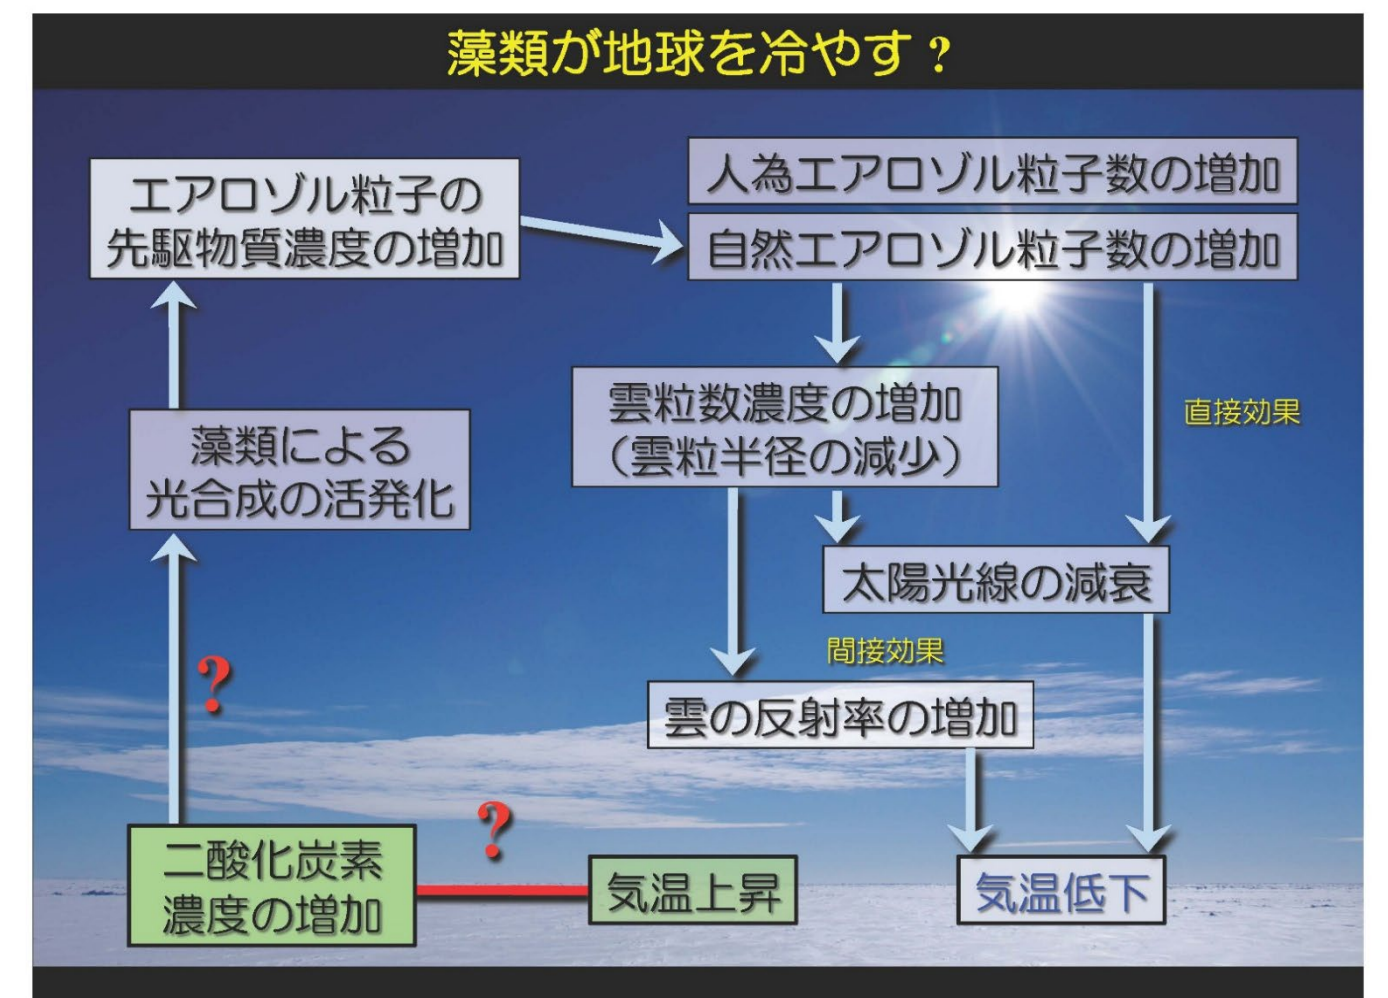 藻類が地球を冷やす?
エアロゾル粒子の
先駆物質濃度の増加
人為エアロゾル粒子数の増加
自然エアロゾル粒子数の増加
雲粒数濃度の増加
（雲粒半径の減少）
直接効果
藻類による
光合成の活発化
太陽光線の減衰
間接効果
?
雲の反射率の増加
?
二酸化炭素
濃度の増加
気温上昇
気温低下